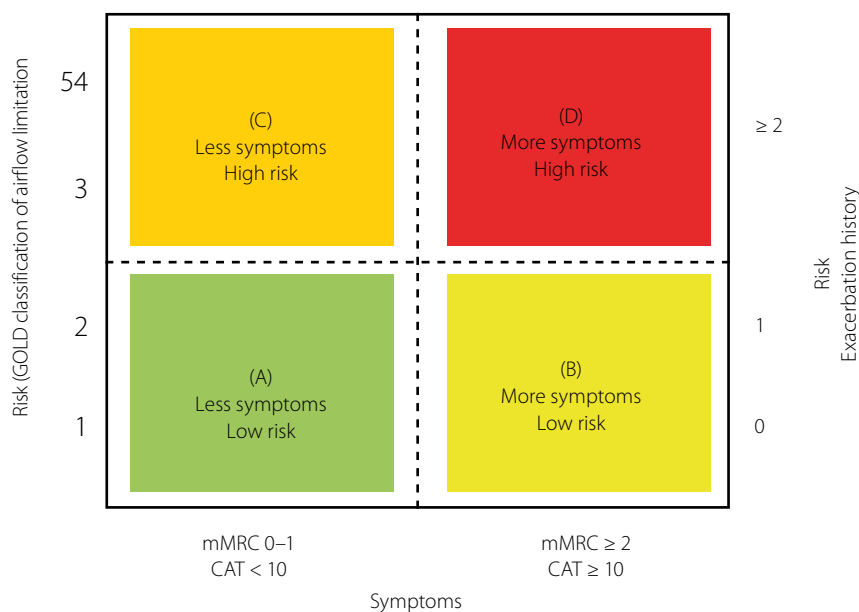 Risk (GOLD classification of airflow limitation
54
3
2
1
(C)
Less symptoms
High risk
(D)
More symptoms
High risk
(A)
Less symptoms
Low risk
(B)
More symptoms
Low risk
≥ 2
1
0
Risk
Exacerbation history
mMRC 0–1
CAT < 10
mMRC ≥ 2
CAT ≥ 10
Symptoms